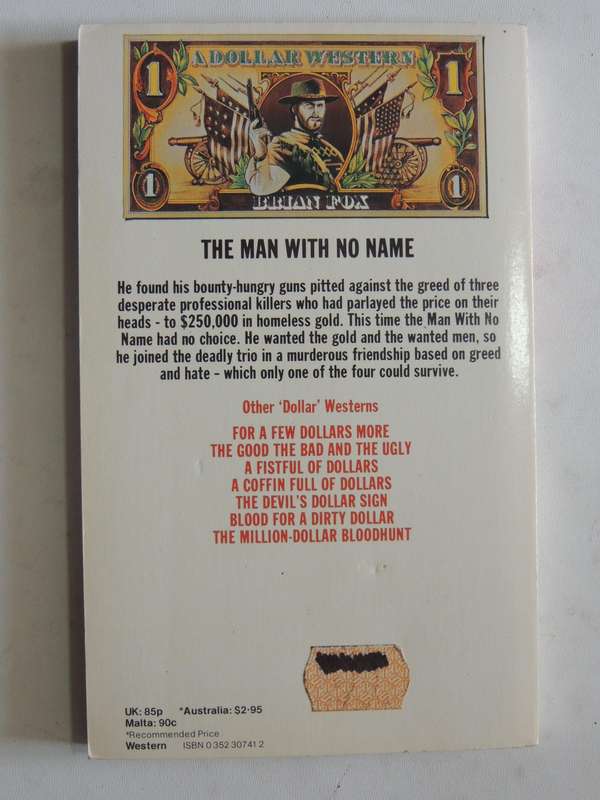 1 A DOLLAR WESTERN 1
1 BRIAN FOX 1
THE MAN WITH NO NAME
He found his bounty-hungry guns pitted against the greed of three
desperate professional killers who had parlayed the price on their
heads - to $250,000 in homeless gold. This time the Man With No
Name had no choice. He wanted the gold and the wanted men, so
he joined the deadly trio in a murderous friendship based on greed
and hate - which only one of the four could survive.
Other 'Dollar' Westerns
FOR A FEW DOLLARS MORE
THE GOOD THE BAD AND THE UGLY
A FISTFUL OF DOLLARS
A COFFIN FULL OF DOLLARS
THE DEVIL'S DOLLAR SIGN
BLOOD FOR A DIRTY DOLLAR
THE MILLION-DOLLAR BLOODHUNT
UK: 85p *Australia: $2·95
Malta: 90c
*Recommended Price
Western ISBN 0 352 30741 2